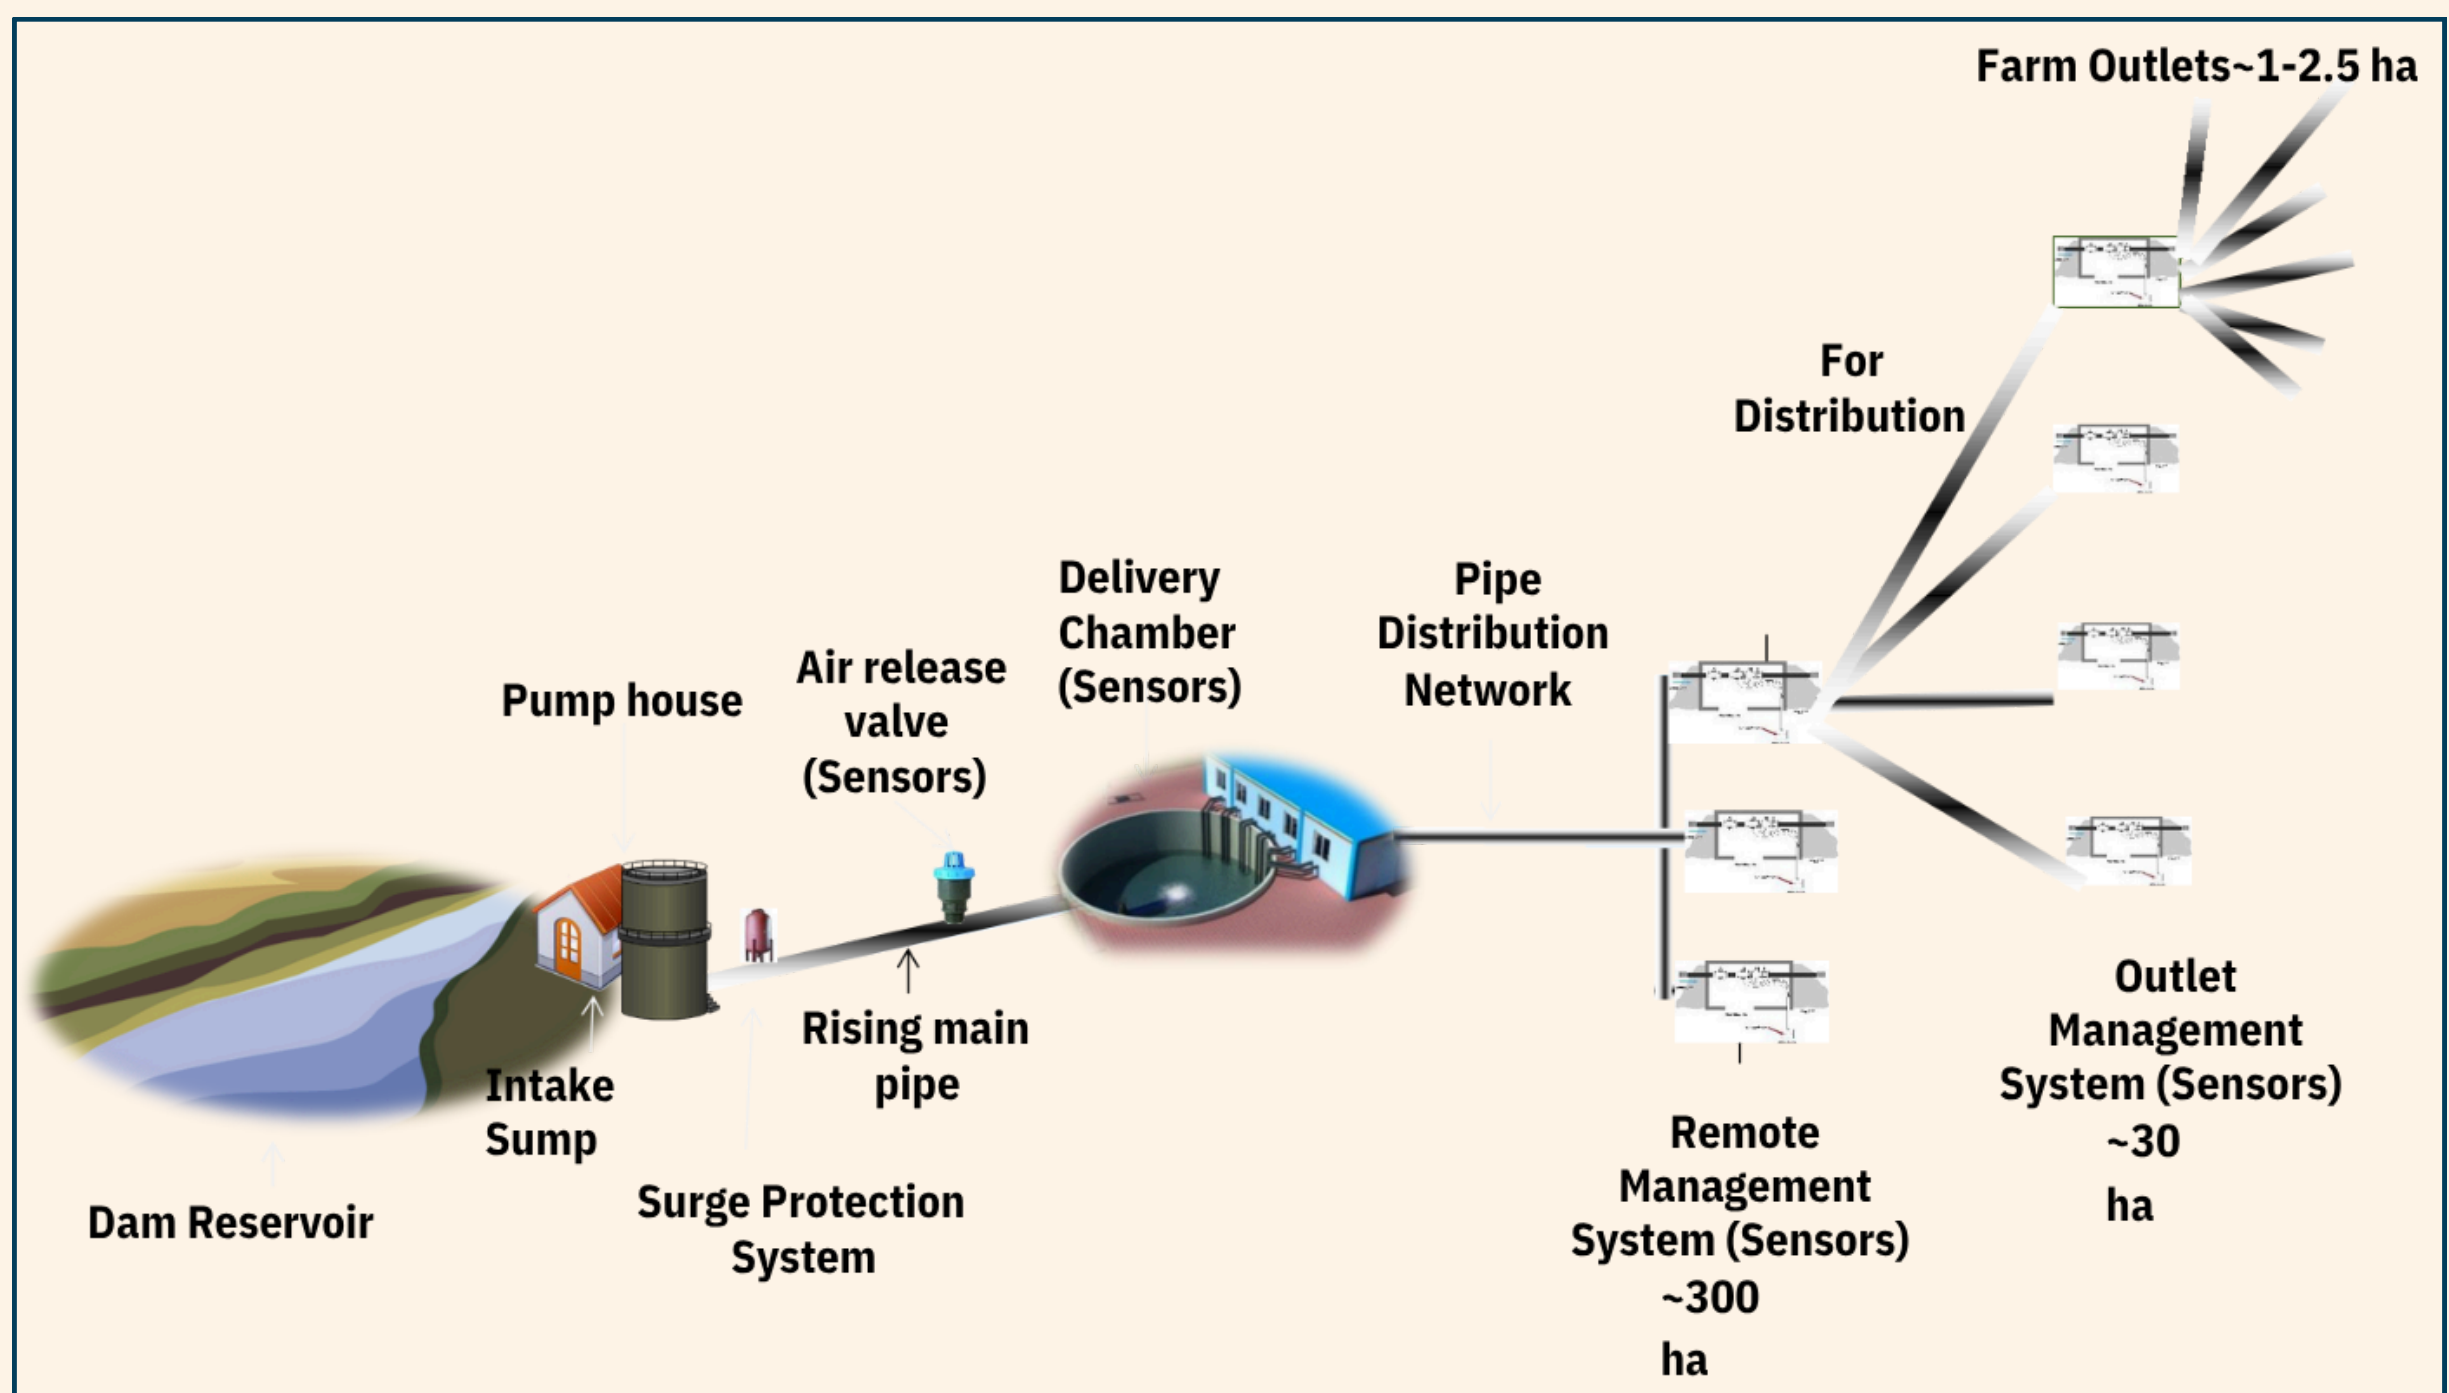 Farm Outlets~1-2.5 ha
For
Distribution
Delivery
Chamber
(Sensors)
Pipe
Distribution
Network
Air release
valve
(Sensors)
Pump house
Rising main
pipe
Intake
Sump
Surge Protection
System
Dam Reservoir
Remote
Management
System (Sensors)
~300
ha
Outlet
Management
System (Sensors)
~30
ha